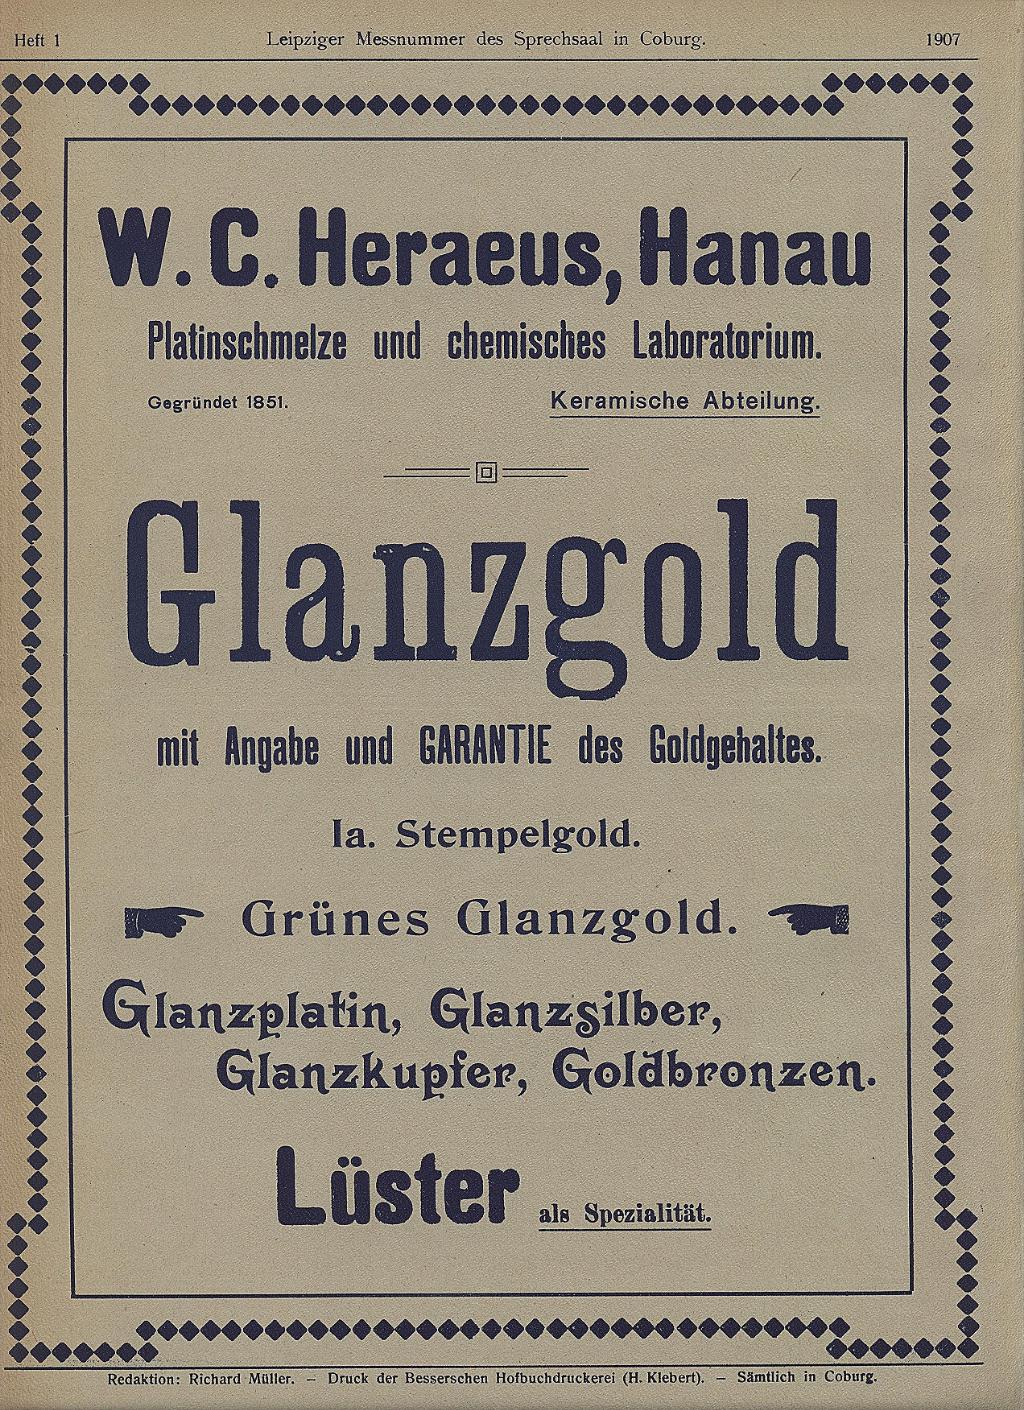 Heft 1 Leipziger Messnummer des Sprechsaal in Coburg. 1907
W. C. Heraeus, Hanau
Platinschmelze und chemisches Laboratorium.
Gegründet 1851. Keramische Abteilung.
Glanzgold
mit Angabe und GARANTIE des Goldgehaltes.
Ia. Stempelgold.
Grünes Glanzgold.
Glanzplatin, Glanzsilber,
Glanzkupfer, Goldbronzen.
Lüster als Spezialität.
Redaktion: Richard Müller. — Druck der Besserschen Hofbuchdruckerei (H. Klebert). — Sämtlich in Coburg.